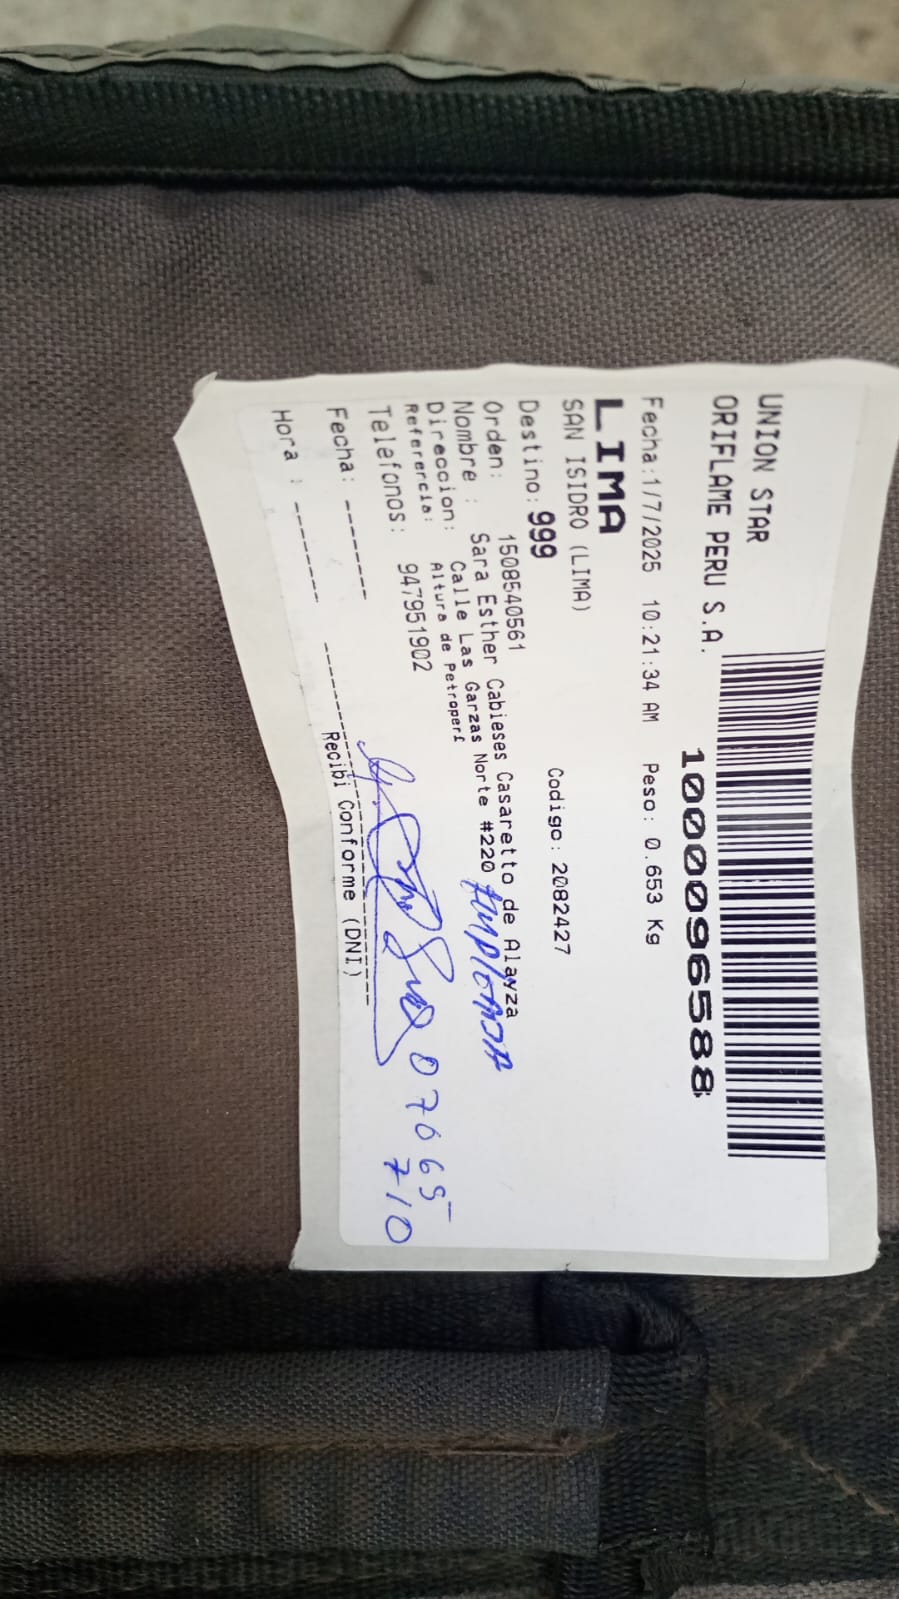 UNION STAR
ORIFLAME PERU S.A.
1000096588
Fecha:1/7/2025 10:21:34 AM Peso: 0.653 Kg
LIMA
SAN ISIDRO (LIMA)
Codigo: 2082427
Destino: 999
Orden: 1508540561
Nombre : Sara Esther Cabieses Casaretto de Alayza
Direccion: Calle Las Garzas Norte #220
Referencia: Altura de Petroperf
Telefonos: 947951902
Fecha: --------
Hora : --------
Recibi Conforme (DNI)
07065
710